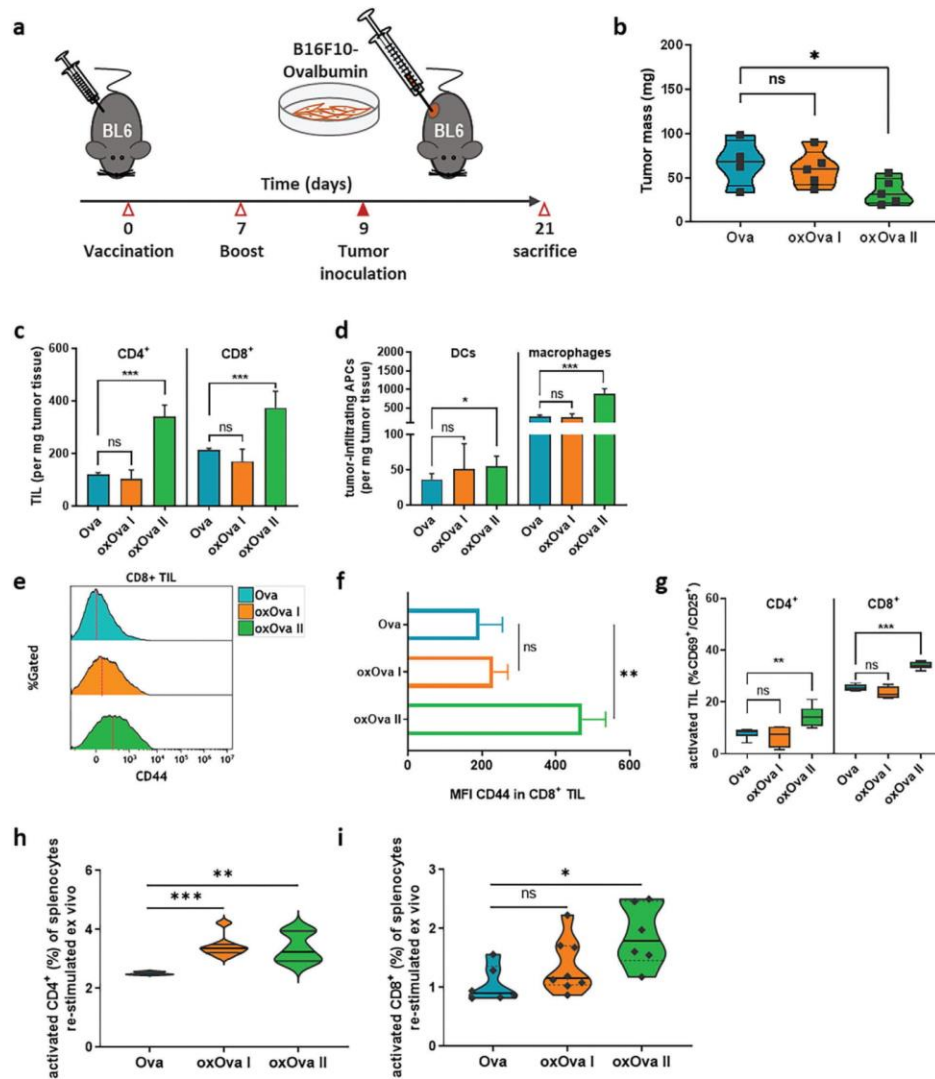 a
B16F10-
Ovalbumin
BL6
BL6
Time (days)
0
7
9
21
Vaccination
Boost
Tumor
inoculation
sacrifice
b
Tumor mass (mg)
200
150
100
50
0
*
ns
Ova
oxOva I
oxOva II
c
TIL (per mg tumor tissue)
600
400
200
0
CD4+
CD8+
***
***
ns
ns
Ova
oxOva I
oxOva II
Ova
oxOva I
oxOva II
d
tumor-infiltrating APCs
(per mg tumor tissue)
2000
1500
1000
500
100
50
0
DCs
macrophages
***
ns
*
ns
Ova
oxOva I
oxOva II
Ova
oxOva I
oxOva II
e
CD8+ TIL
%Gated
Ova
oxOva I
oxOva II
0
10³
10⁴
10⁵
10⁶
10⁷
CD44
f
Ova
oxOva I
oxOva II
ns
**
0
200
400
600
MFI CD44 in CD8+ TIL
g
activated TIL (%CD69+/CD25+)
60
40
20
0
CD4+
CD8+
***
**
ns
ns
Ova
oxOva I
oxOva II
Ova
oxOva I
oxOva II
h
activated CD4+ (%) of splenocytes
re-stimulated ex vivo
6
4
2
0
**
***
Ova
oxOva I
oxOva II
i
activated CD8+ (%) of splenocytes
re-stimulated ex vivo
3
2
1
0
*
ns
Ova
oxOva I
oxOva II